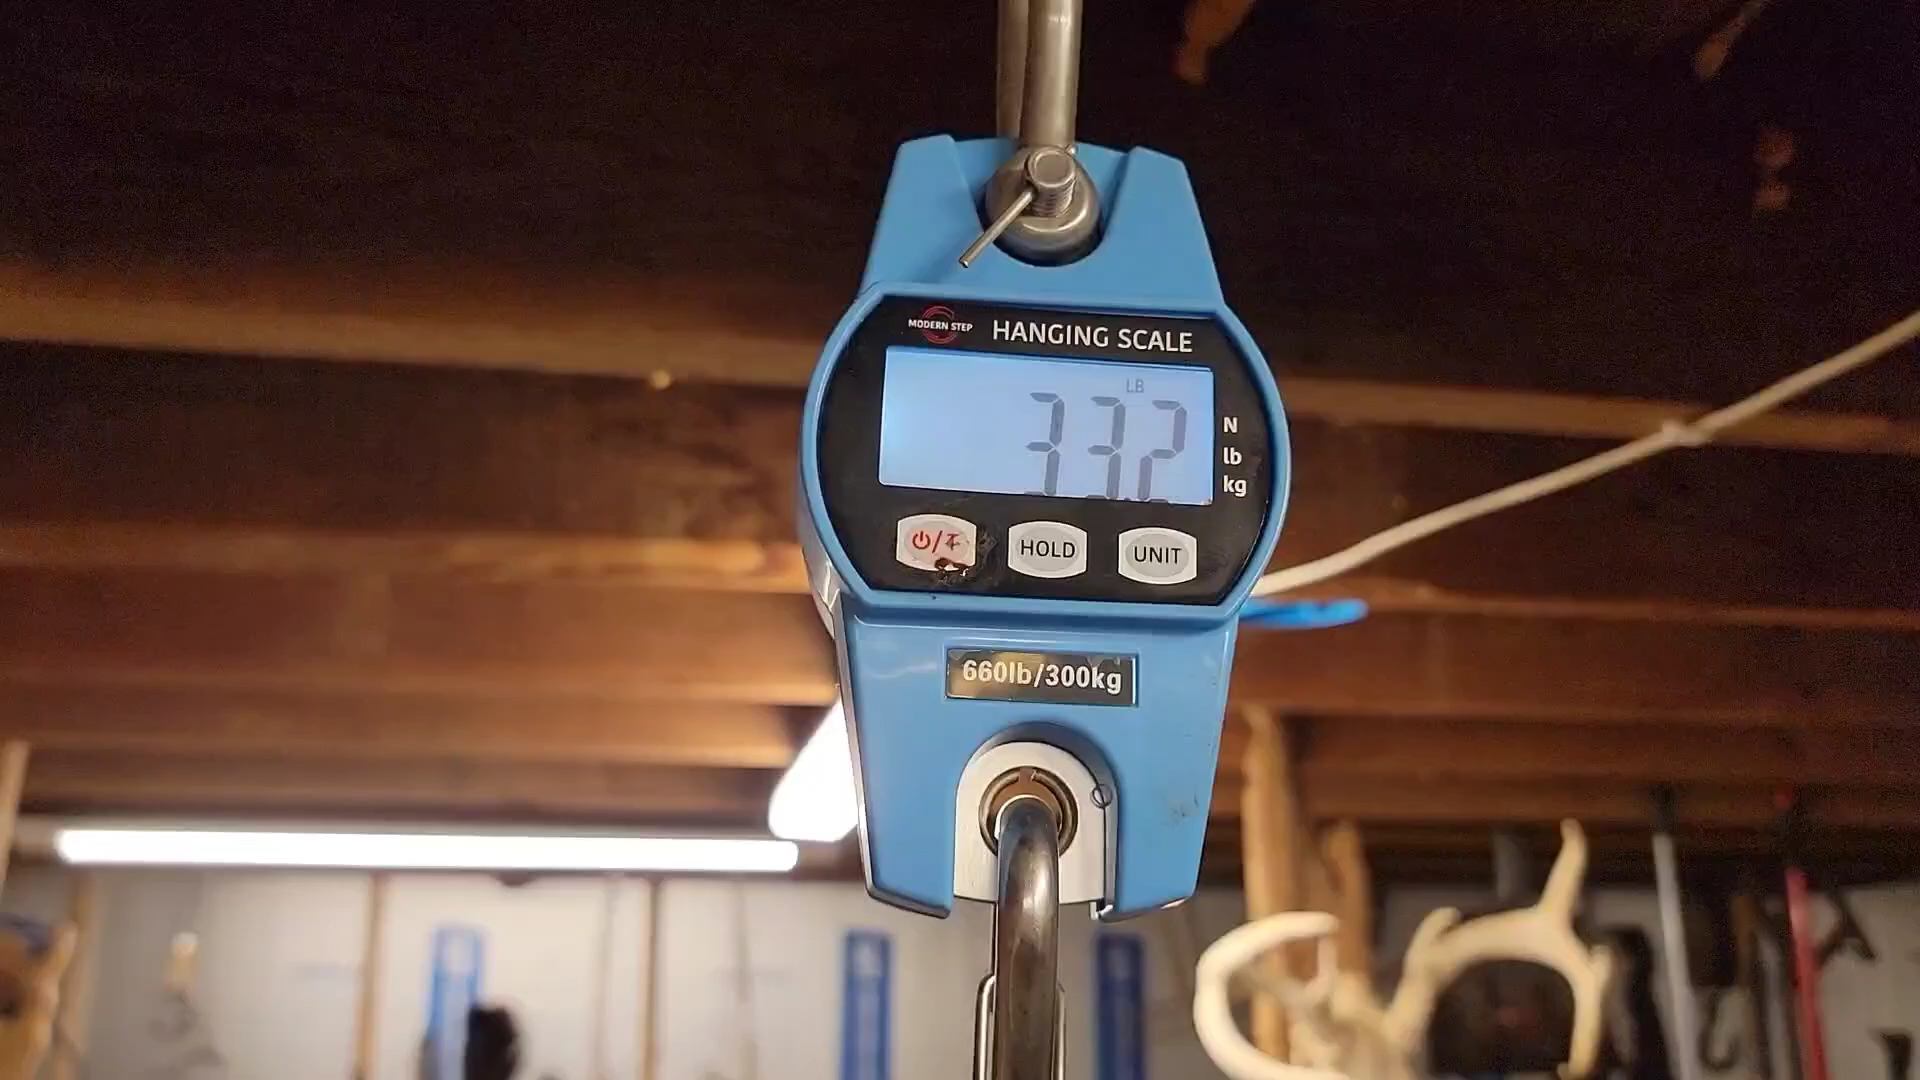 MODERN STEP
HANGING SCALE
LB
33.2
N
lb
kg
HOLD
UNIT
660lb/300kg